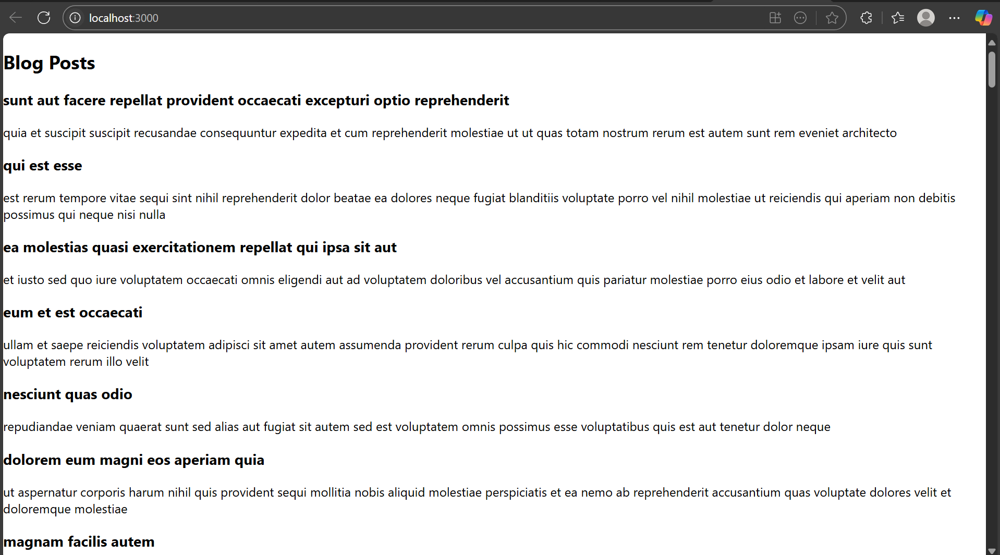 localhost:3000
Blog Posts
sunt aut facere repellat provident occaecati excepturi optio reprehenderit
quia et suscipit suscipit recusandae consequuntur expedita et cum reprehenderit molestiae ut ut quas totam nostrum rerum est autem sunt rem eveniet architecto
qui est esse
est rerum tempore vitae sequi sint nihil reprehenderit dolor beatae ea dolores neque fugiat blanditiis voluptate porro vel nihil molestiae ut reiciendis qui aperiam non debitis
possimus qui neque nisi nulla
ea molestias quasi exercitationem repellat qui ipsa sit aut
et iusto sed quo iure voluptatem occaecati omnis eligendi aut ad voluptatem doloribus vel accusantium quis pariatur molestiae porro eius odio et labore et velit aut
eum et est occaecati
ullam et saepe reiciendis voluptatem adipisci sit amet autem assumenda provident rerum culpa quis hic commodi nesciunt rem tenetur doloremque ipsam iure quis sunt
voluptatem rerum illo velit
nesciunt quas odio
repudiandae veniam quaerat sunt sed alias aut fugiat sit autem sed est voluptatem omnis possimus esse voluptatibus quis est aut tenetur dolor neque
dolorem eum magni eos aperiam quia
ut aspernatur corporis harum nihil quis provident sequi mollitia nobis aliquid molestiae perspiciatis et ea nemo ab reprehenderit accusantium quas voluptate dolores velit et
doloremque molestiae
magnam facilis autem